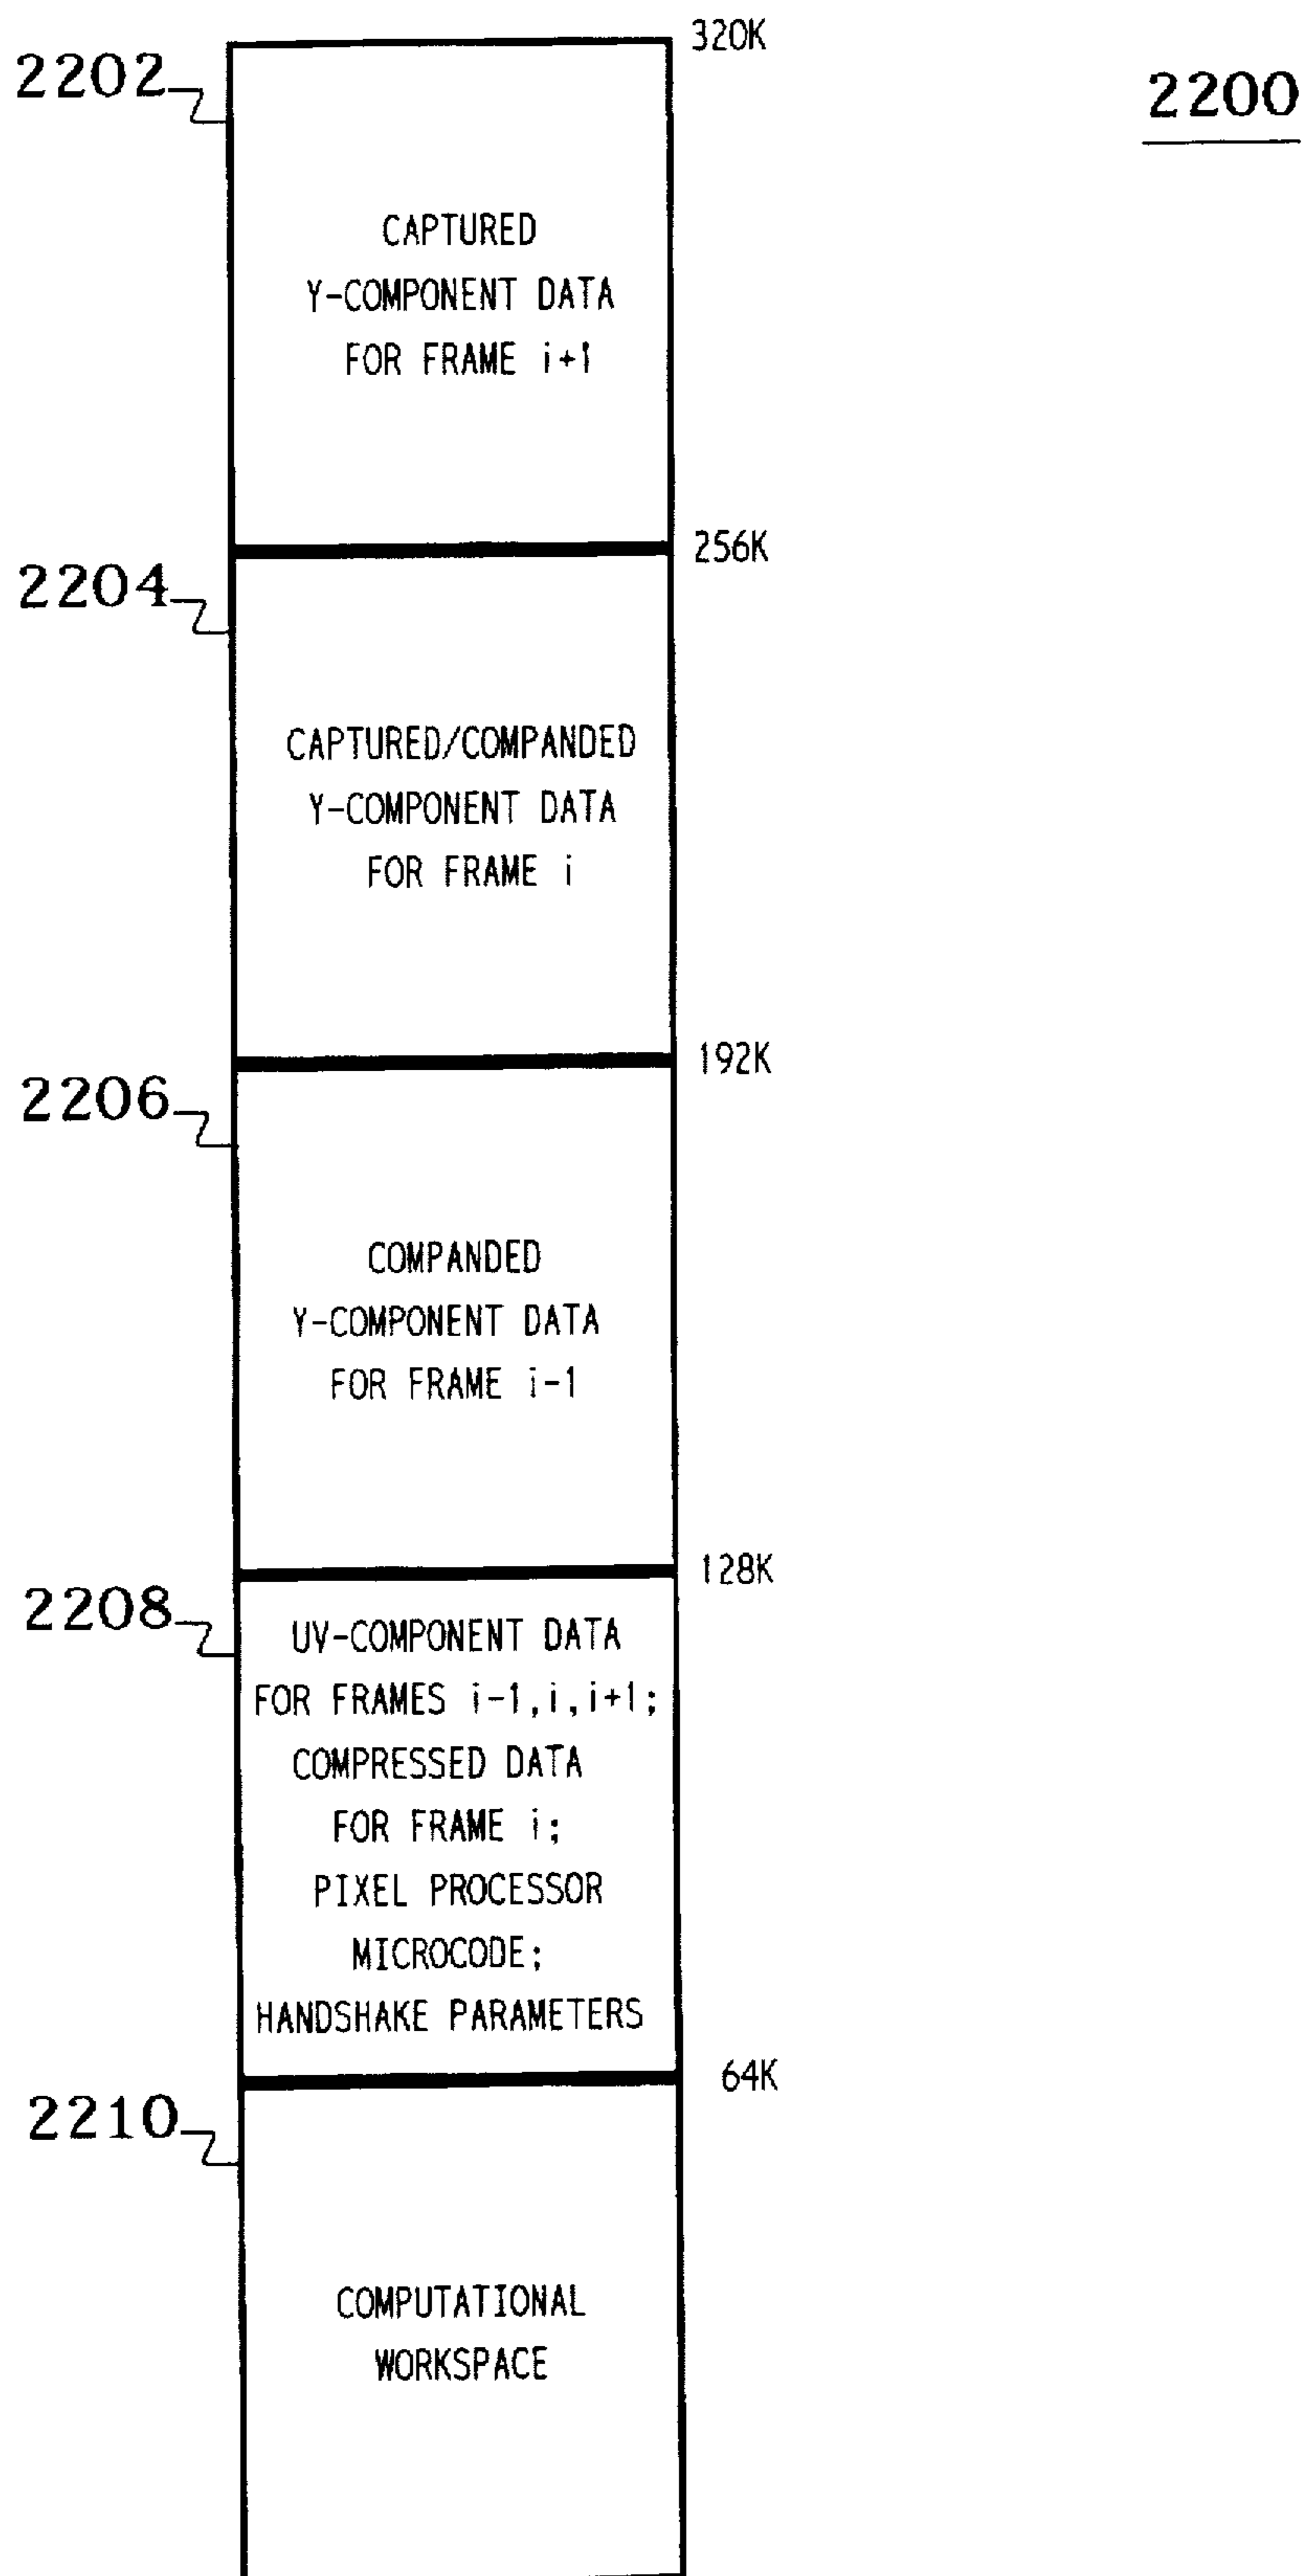 320K
2202
2200
CAPTURED
Y-COMPONENT DATA
FOR FRAME i+1
256K
2204
CAPTURED/COMPANDED
Y-COMPONENT DATA
FOR FRAME i
192K
2206
COMPANDED
Y-COMPONENT DATA
FOR FRAME i-1
128K
2208
UV-COMPONENT DATA
FOR FRAMES i-1,i,i+1;
COMPRESSED DATA
FOR FRAME i;
PIXEL PROCESSOR
MICROCODE;
HANDSHAKE PARAMETERS
64K
2210
COMPUTATIONAL
WORKSPACE